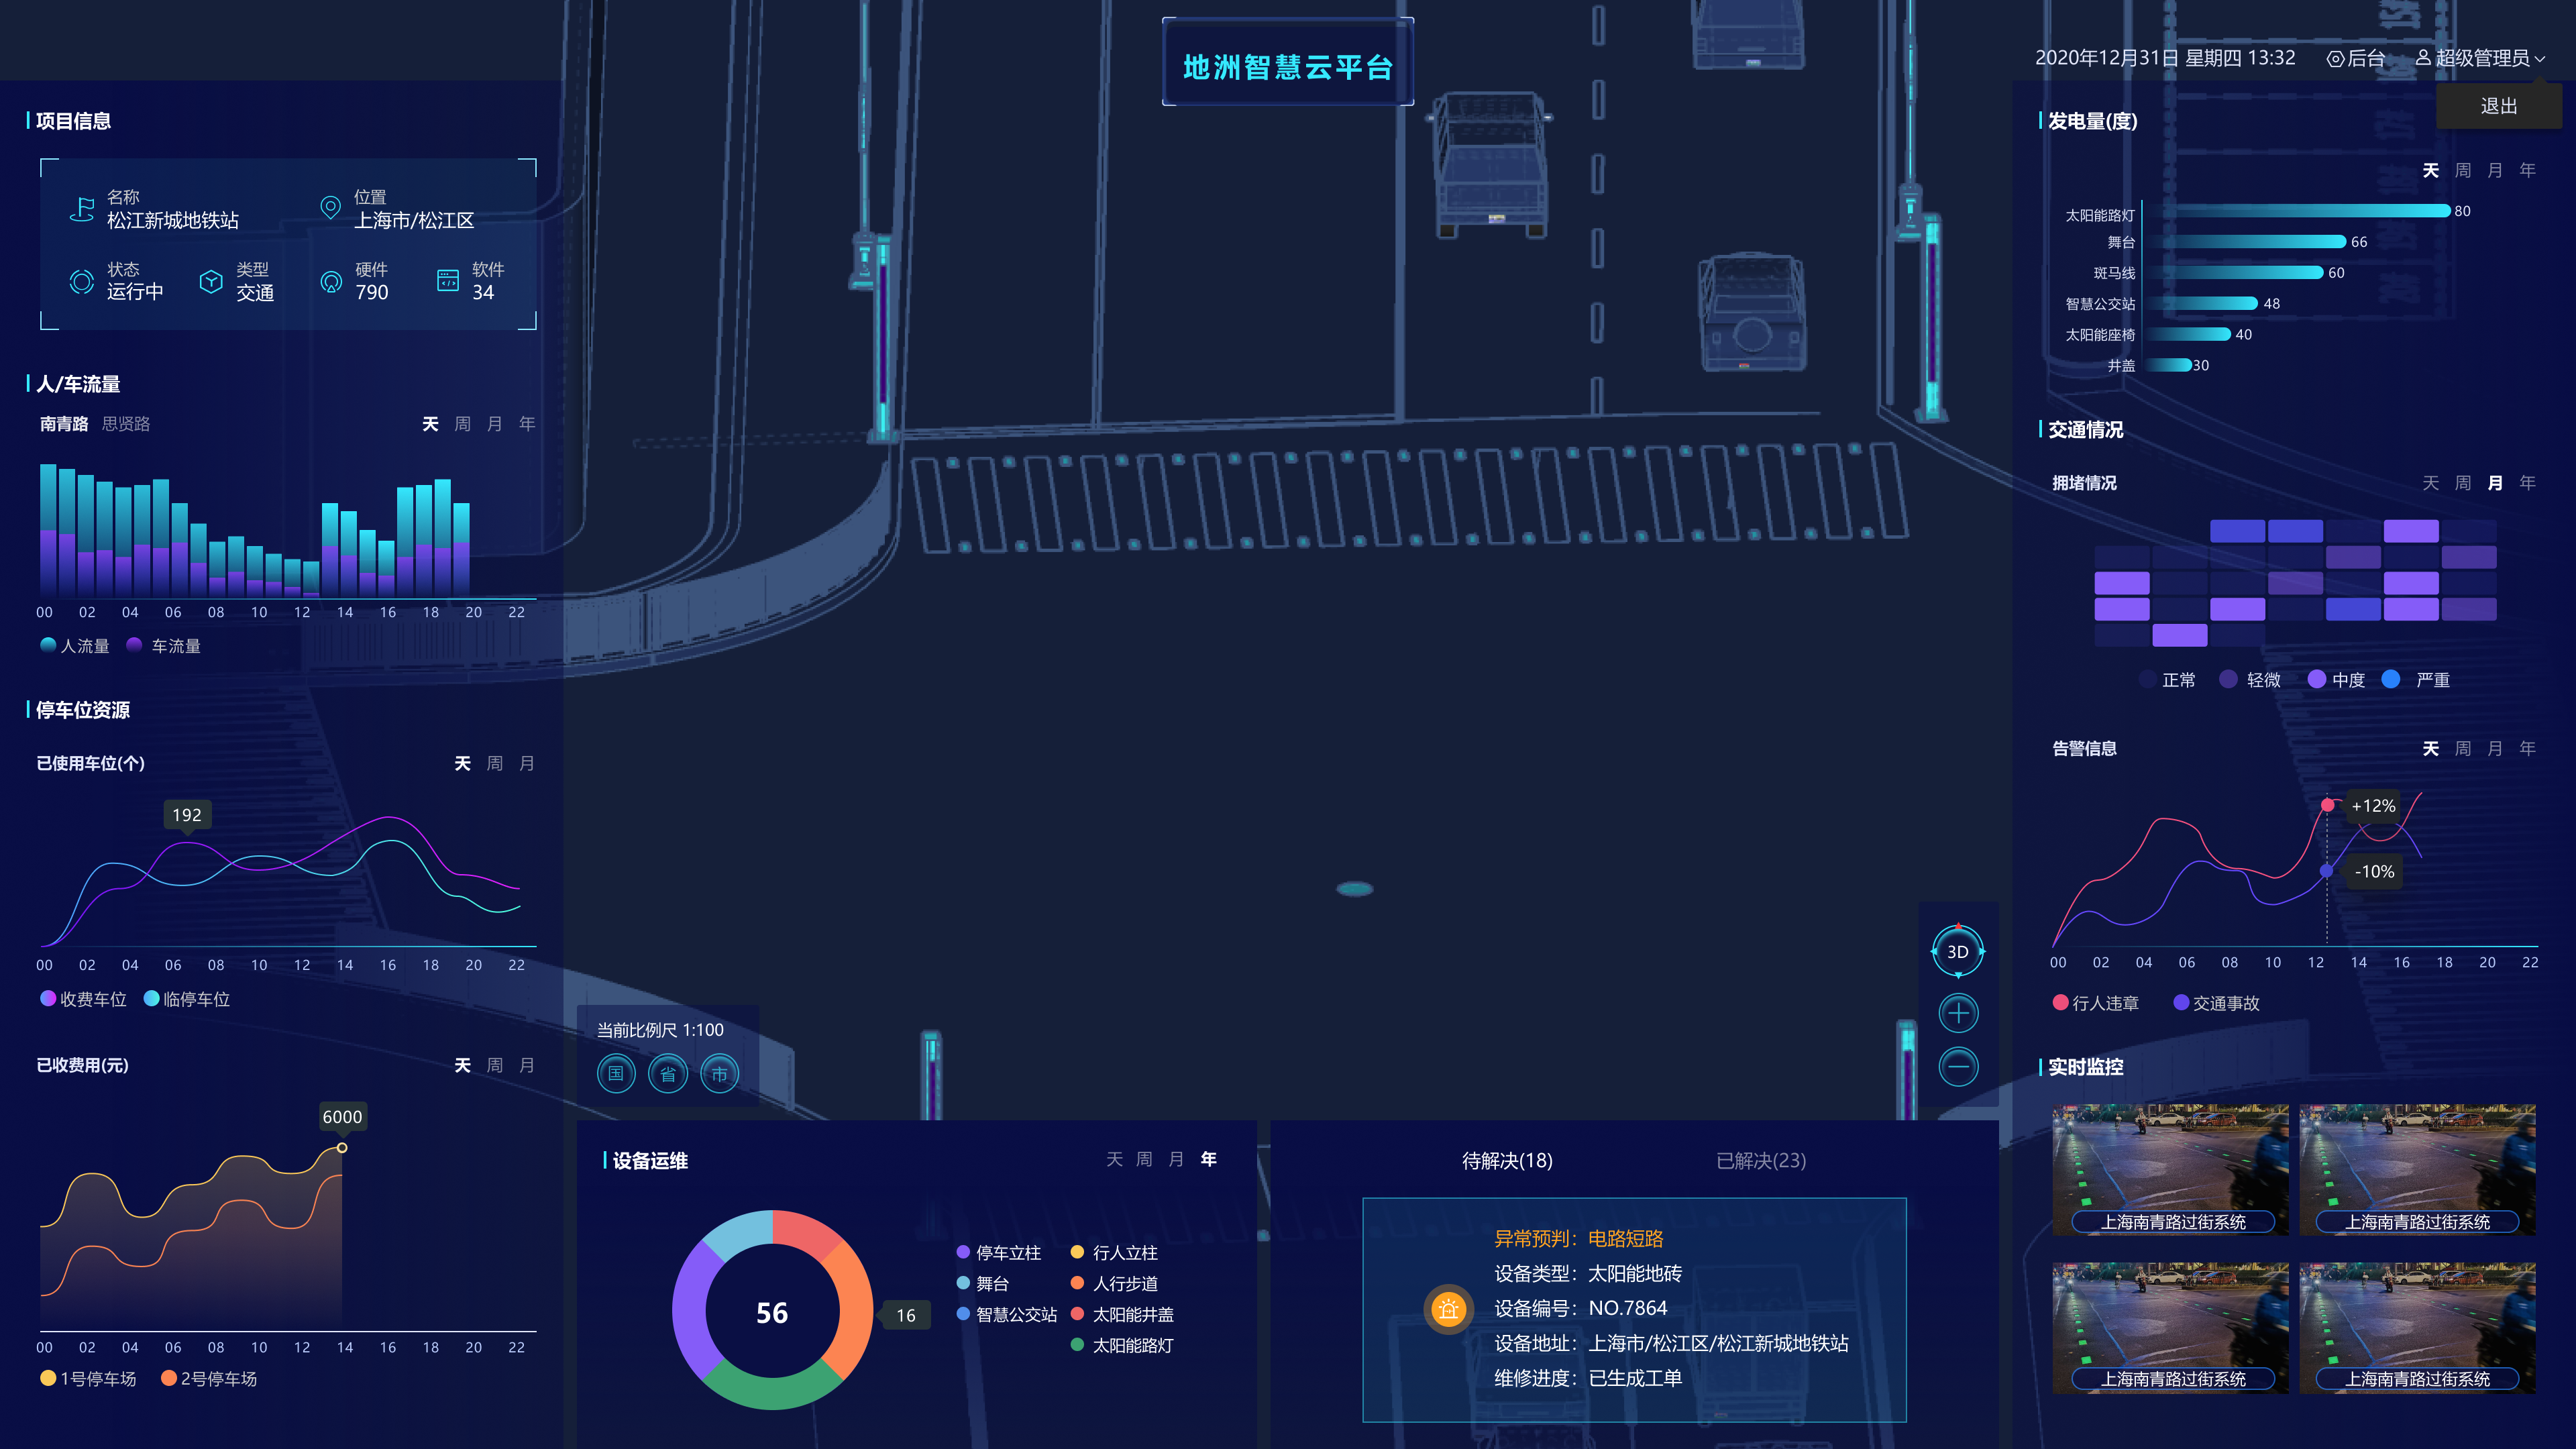 地洲智慧云平台
2020年12月31日 星期四 13:32 后台 超级管理员
退出
项目信息
名称
松江新城地铁站
位置
上海市/松江区
状态
运行中
类型
交通
硬件
790
软件
34
人/车流量
南青路 思贤路 天 周 月 年
00 02 04 06 08 10 12 14 16 18 20 22
人流量 车流量
停车位资源
已使用车位(个) 天 周 月
192
00 02 04 06 08 10 12 14 16 18 20 22
收费车位 临停车位
已收费用(元) 天 周 月
6000
00 02 04 06 08 10 12 14 16 18 20 22
1号停车场 2号停车场
当前比例尺 1:100
国 省 市
3D
设备运维 天 周 月 年
56
16
停车立柱 行人立柱
舞台 人行步道
智慧公交站 太阳能井盖
太阳能路灯
待解决(18) 已解决(23)
异常预判：电路短路
设备类型：太阳能地砖
设备编号：NO.7864
设备地址：上海市/松江区/松江新城地铁站
维修进度：已生成工单
发电量(度)
天 周 月 年
太阳能路灯 80
舞台 66
斑马线 60
智慧公交站 48
太阳能座椅 40
井盖 30
交通情况
拥堵情况 天 周 月 年
正常 轻微 中度 严重
告警信息 天 周 月 年
+12%
-10%
00 02 04 06 08 10 12 14 16 18 20 22
行人违章 交通事故
实时监控
上海南青路过街系统 上海南青路过街系统
上海南青路过街系统 上海南青路过街系统